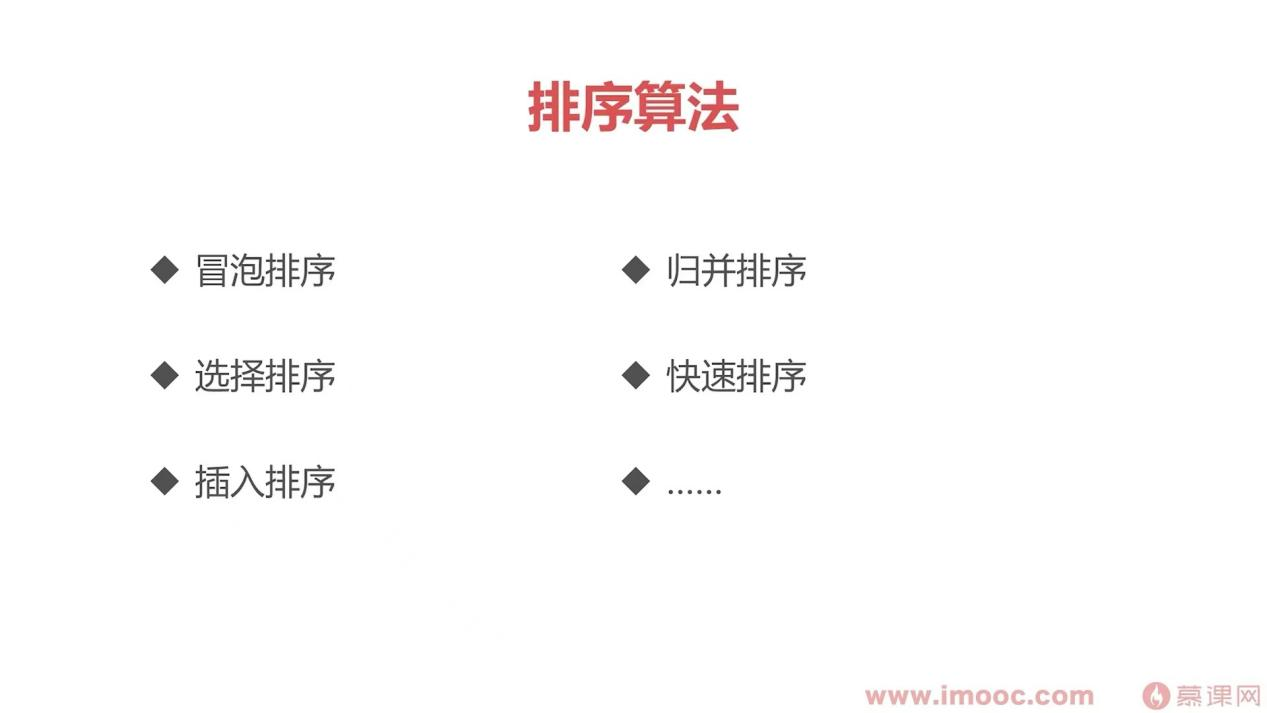 排序算法
◆ 冒泡排序
◆ 选择排序
◆ 插入排序
◆ 归并排序
◆ 快速排序
◆ ......
www.imooc.com 慕课网